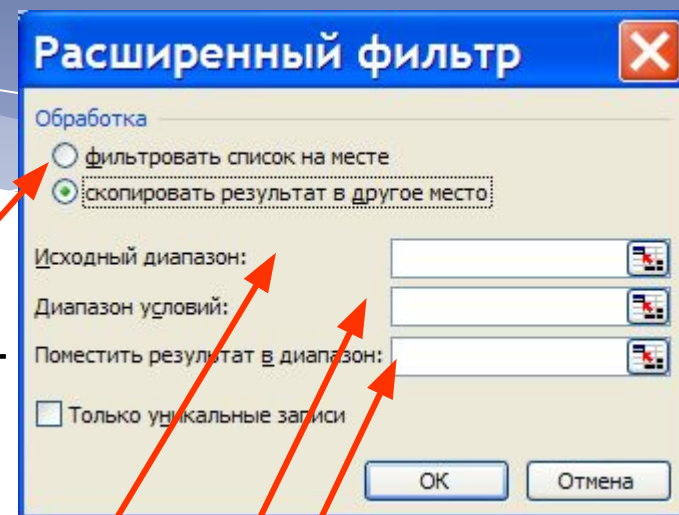 Расширенный фильтр
Обработка
фильтровать список на месте
скопировать результат в другое место
Исходный диапазон:
Диапазон условий:
Поместить результат в диапазон:
Только уникальные записи
ОК
Отмена